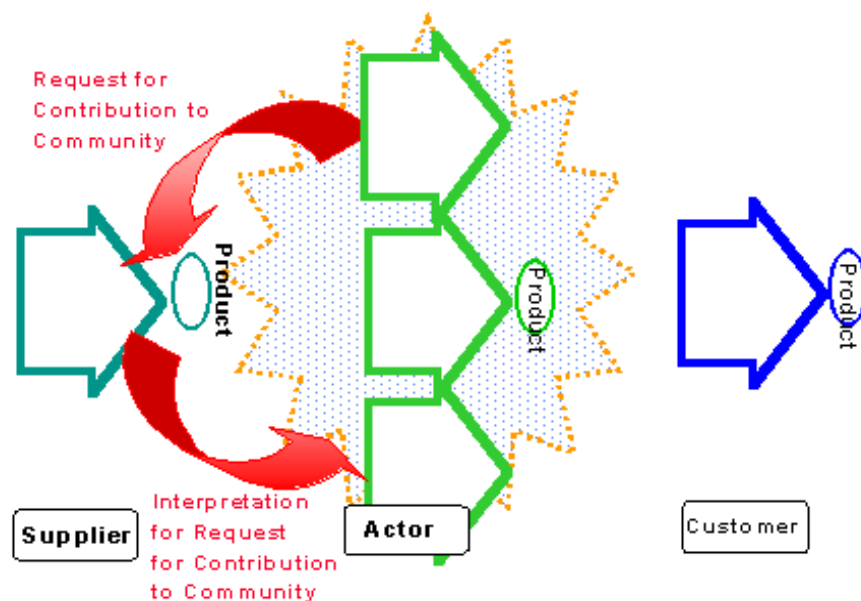 Request for
Contribution to
Community
Product
Product
Product
Supplier
Interpretation
for Request
for Contribution
to Community
Actor
Customer